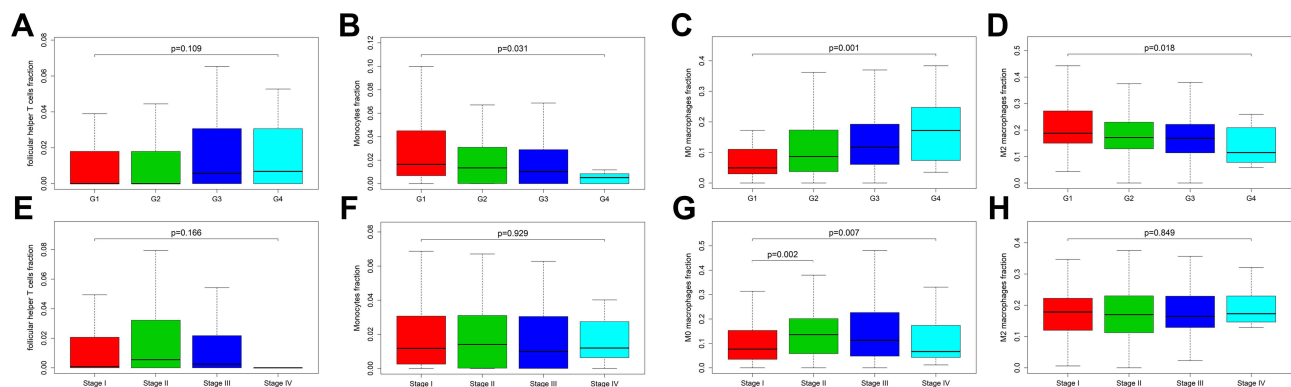 A
p=0.109
follicular helper T cells fraction
0.08
0.06
0.04
0.02
0.00
G1 G2 G3 G4
B
p=0.031
Monocytes fraction
0.12
0.10
0.08
0.06
0.04
0.02
0.00
G1 G2 G3 G4
C
p=0.001
M0 macrophages fraction
0.4
0.3
0.2
0.1
0.0
G1 G2 G3 G4
D
p=0.018
M2 macrophages fraction
0.5
0.4
0.3
0.2
0.1
0.0
G1 G2 G3 G4
E
p=0.166
follicular helper T cells fraction
0.08
0.06
0.04
0.02
0.00
Stage I Stage II Stage III Stage IV
F
p=0.929
Monocytes fraction
0.08
0.06
0.04
0.02
0.00
Stage I Stage II Stage III Stage IV
G
p=0.007
p=0.002
M0 macrophages fraction
0.5
0.4
0.3
0.2
0.1
0.0
Stage I Stage II Stage III Stage IV
H
p=0.849
M2 macrophages fraction
0.4
0.3
0.2
0.1
0.0
Stage I Stage II Stage III Stage IV